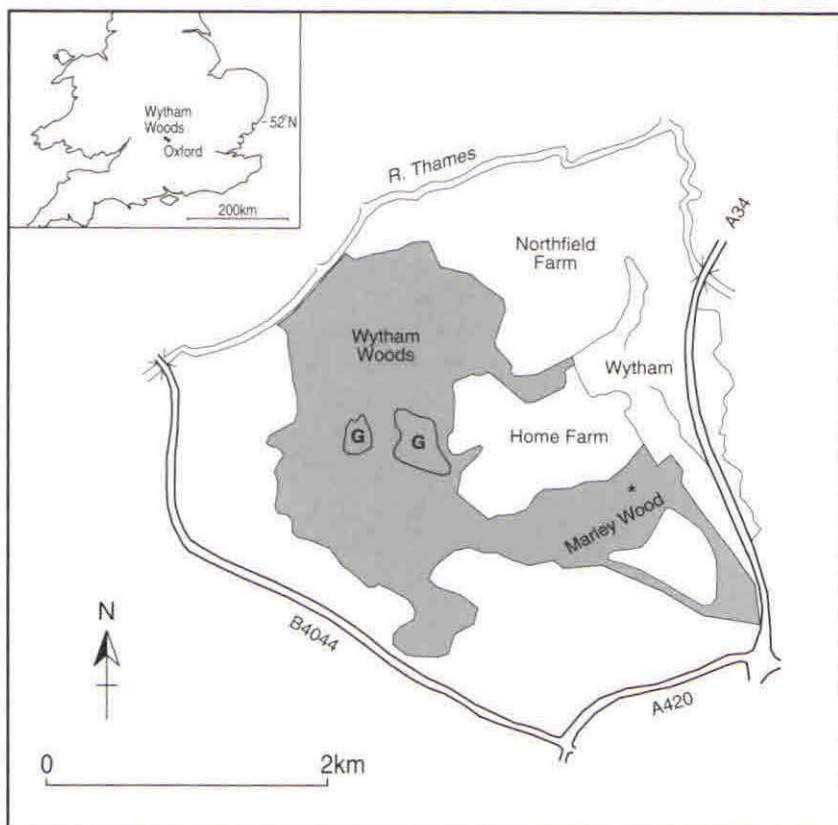 Wytham
Woods
Oxford
52°N
200km
R. Thames
A34
Northfield
Farm
Wytham
Woods
Wytham
G
G
Home Farm
Marley Wood
*
N
B4044
A420
0
2km